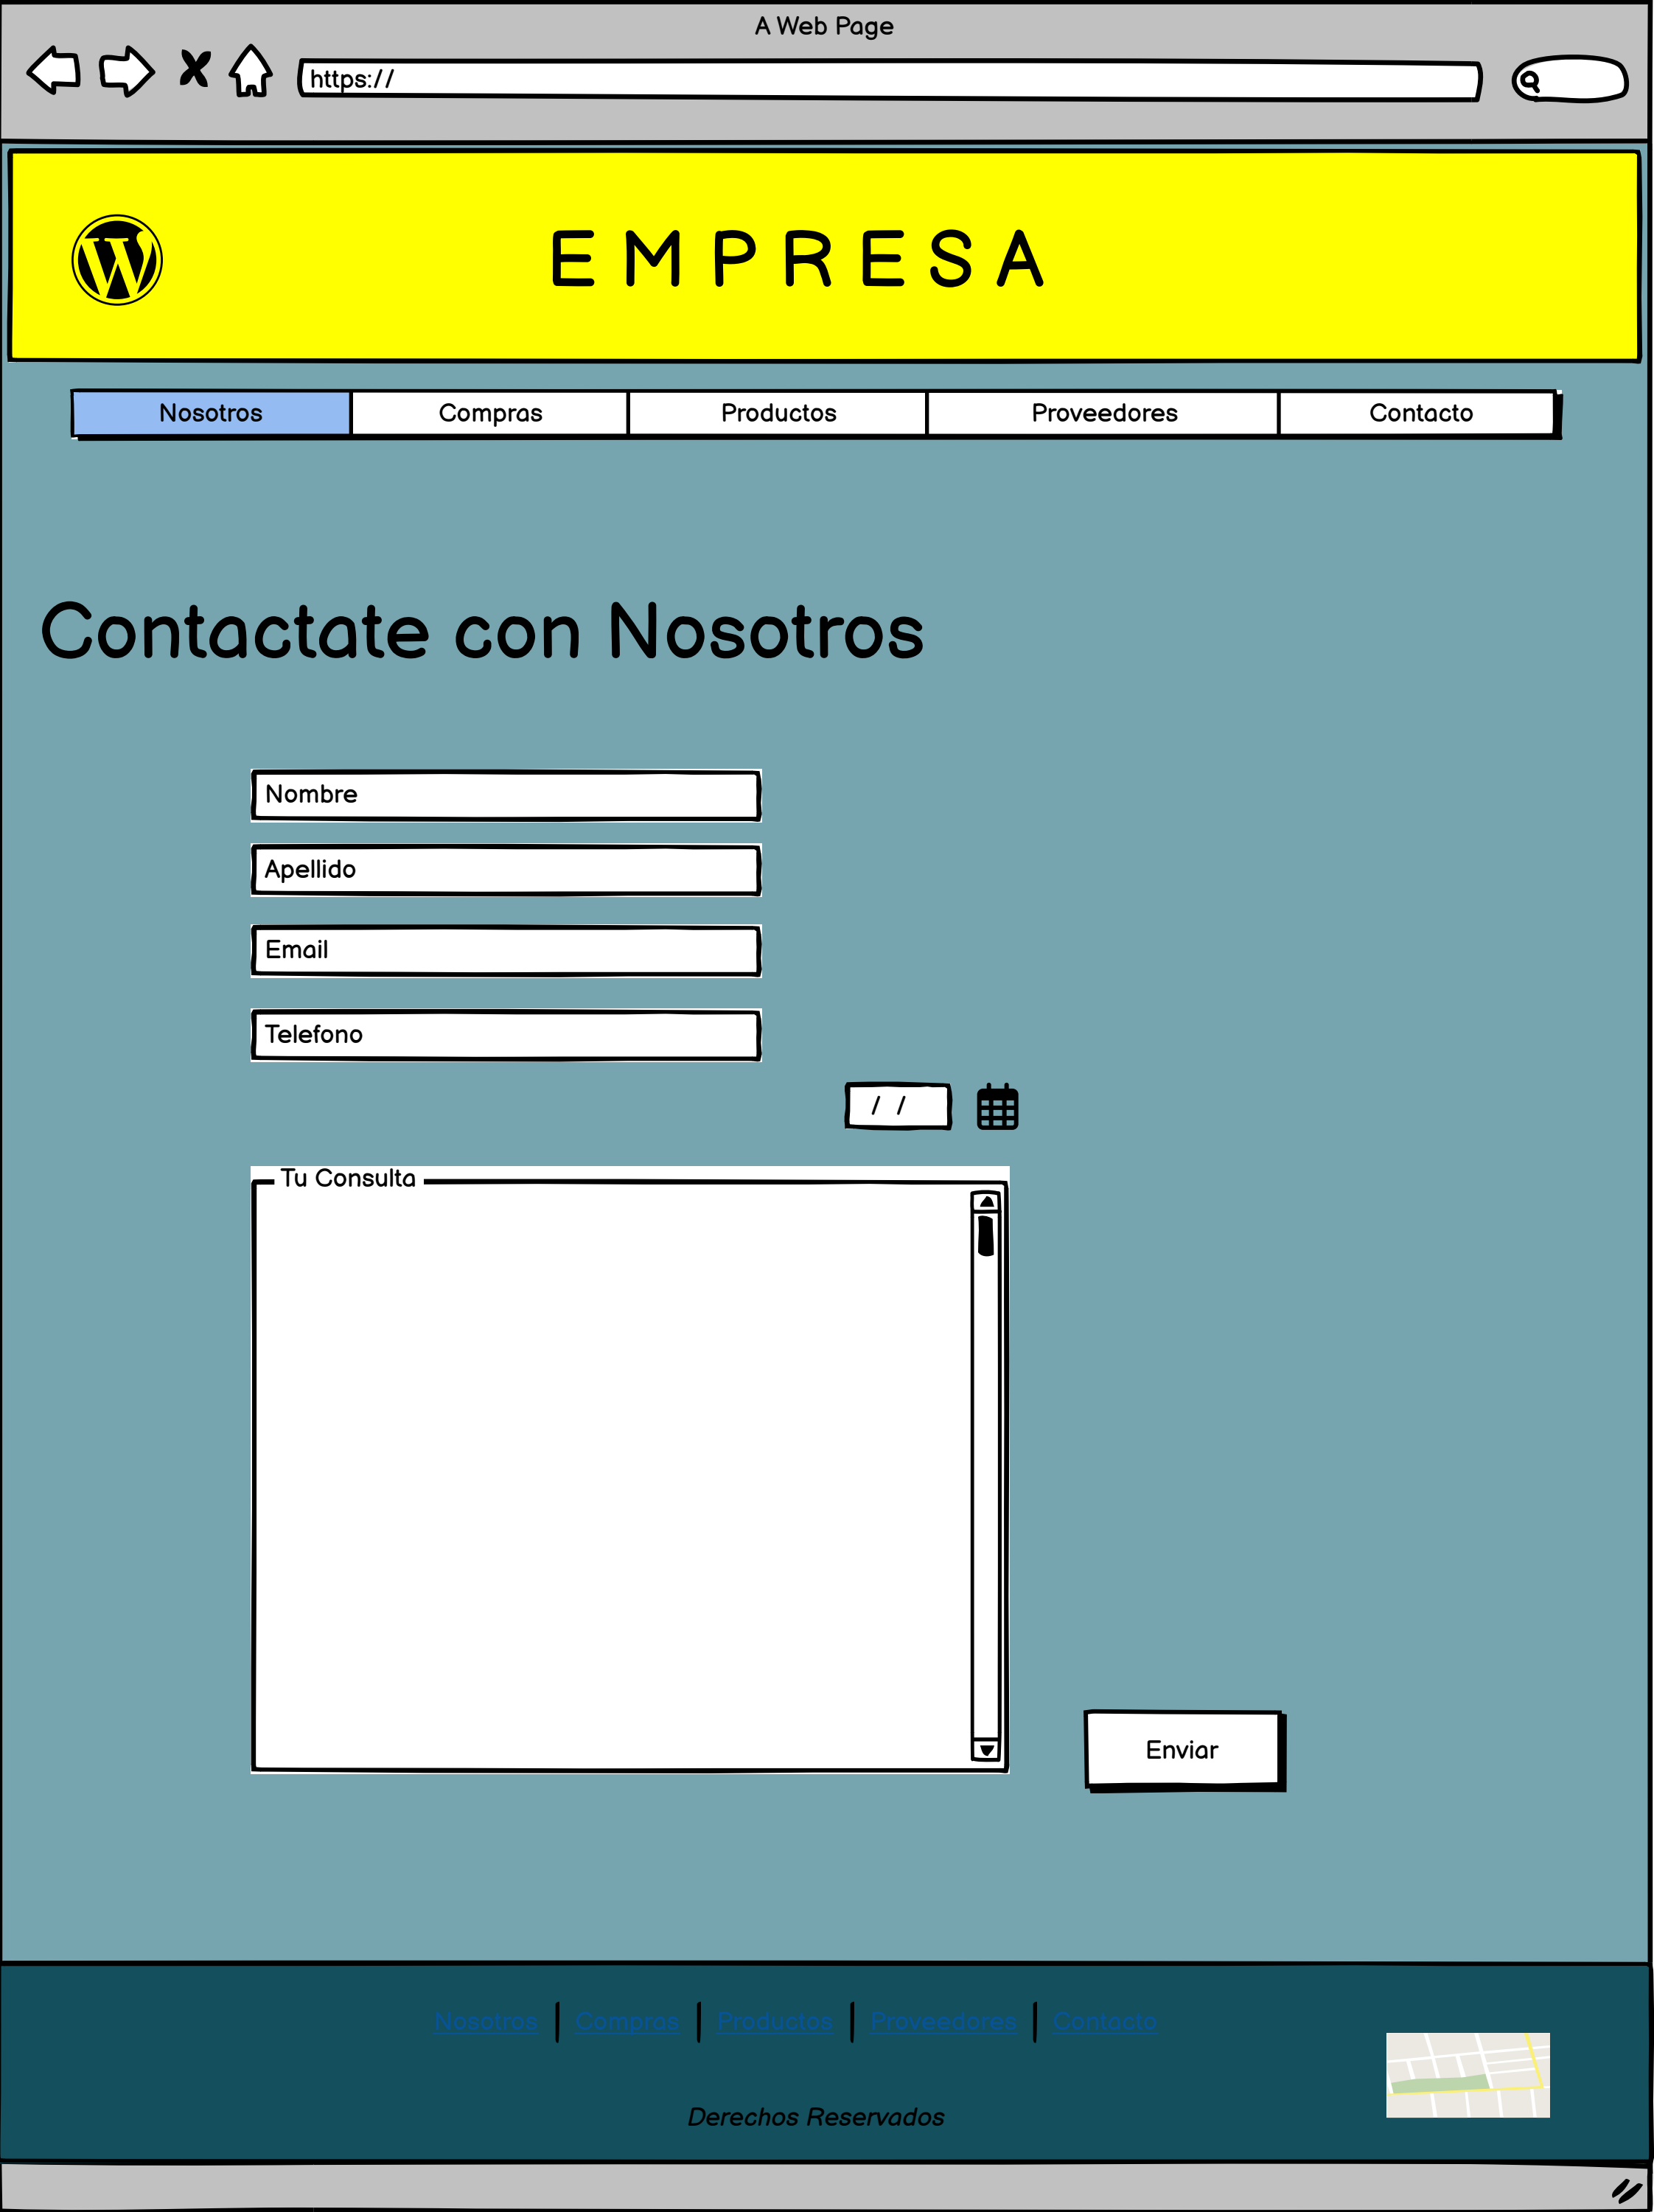 A Web Page
https://
EMPRESA
Nosotros Compras Productos Proveedores Contacto
Contactate con Nosotros
Nombre
Apellido
Email
Telefono
/ /
Tu Consulta
Enviar
Nosotros | Compras | Productos | Proveedores | Contacto
Derechos Reservados